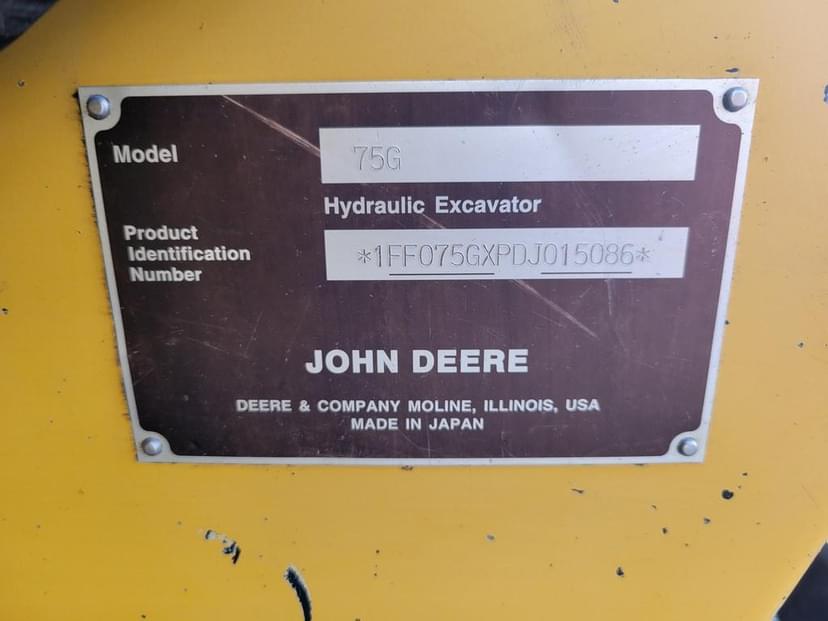 Model 75G
Hydraulic Excavator
Product
Identification
Number
*1FF075GXPDJ015086*
JOHN DEERE
DEERE & COMPANY MOLINE, ILLINOIS, USA
MADE IN JAPAN